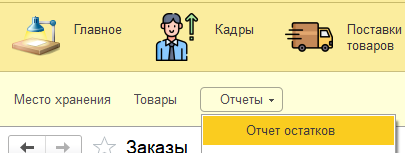 Главное
Кадры
Поставки
товаров
Место хранения
Товары
Отчеты
Отчет остатков
Заказы